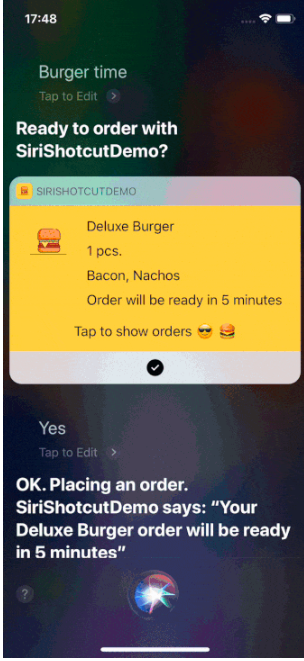 17:48
Burger time
Tap to Edit
Ready to order with
SiriShotcutDemo?
SIRISHOTCUTDEMO
Deluxe Burger
1 pcs.
Bacon, Nachos
Order will be ready in 5 minutes
Tap to show orders 😎 🍔
Yes
Tap to Edit
OK. Placing an order.
SiriShotcutDemo says: “Your
Deluxe Burger order will be ready
in 5 minutes”
?